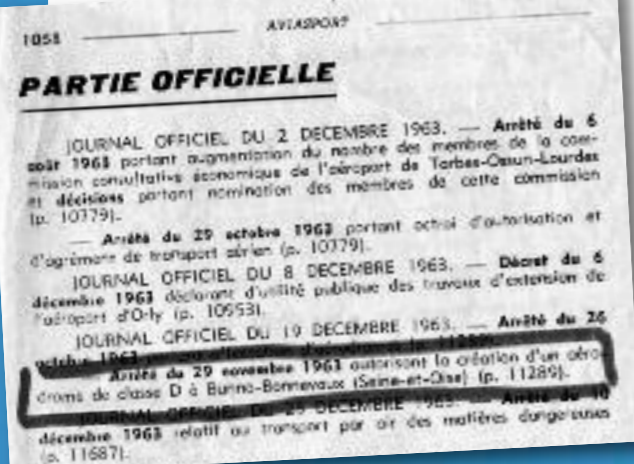 1058
AVIASPORT
PARTIE OFFICIELLE
JOURNAL OFFICIEL DU 2 DECEMBRE 1963. — Arrêté du 6
août 1963 portant augmentation du nombre des membres de la com-
mission consultative économique de l'aéroport de Tarbes-Ossun-Lourdes
et décisions portant nomination des membres de cette commission
(p. 10779).
— Arrêté du 29 octobre 1963 portant octroi d'autorisation et
d'agrément de transport aérien (p. 10779).
JOURNAL OFFICIEL DU 8 DECEMBRE 1963. — Décret du 6
décembre 1963 déclarant d'utilité publique des travaux d'extension de
l'aéroport d'Orly (p. 10953).
JOURNAL OFFICIEL DU 19 DECEMBRE 1963. — Arrêté du 26
octobre 1963
Arrêté du 29 novembre 1963 autorisant la création d'un aéro-
drome de classe D à Buno-Bonnevaux (Seine-et-Oise) (p. 11289).
JOURNAL OFFICIEL DU 29 DECEMBRE 1963. — Arrêté du 10
décembre 1963 relatif au transport par air des matières dangereuses
(p. 11687).